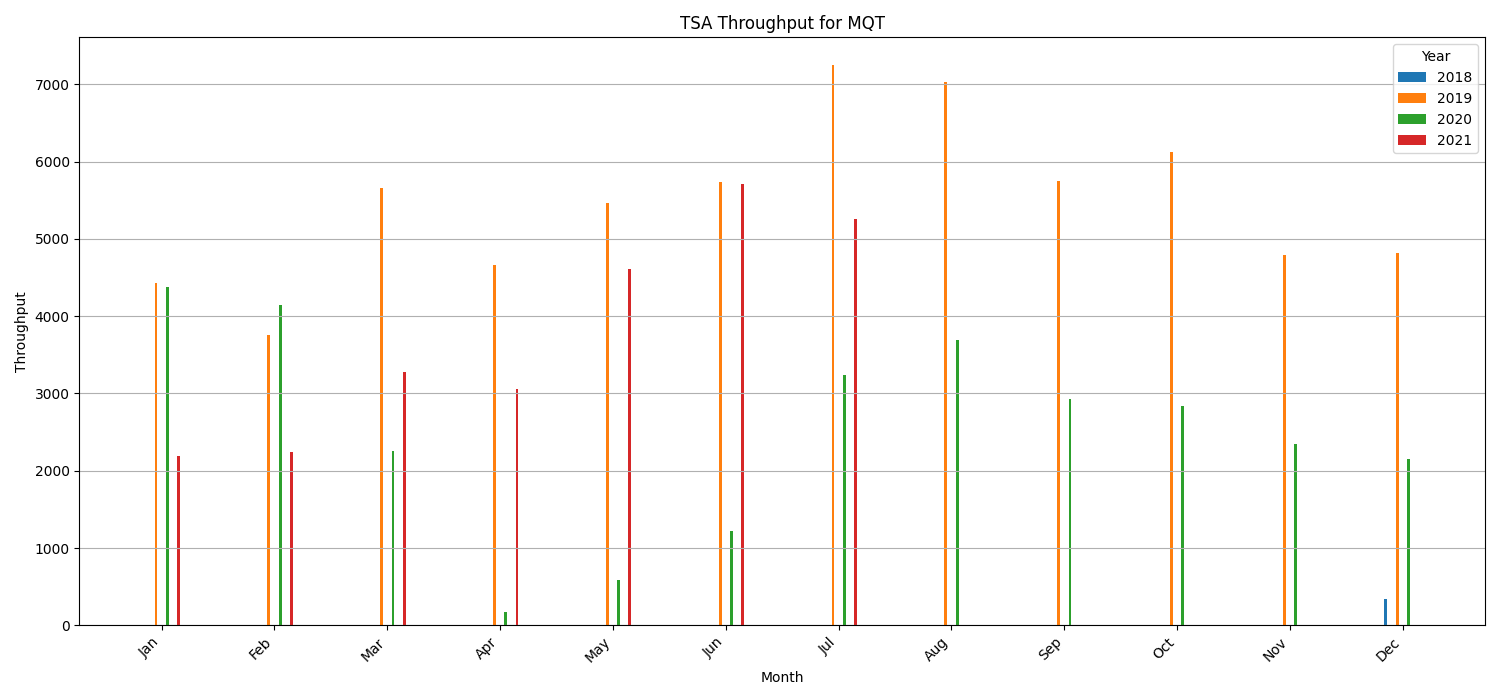 TSA Throughput for MQT
Year
2018
2019
2020
2021
Throughput
7000
6000
5000
4000
3000
2000
1000
0
Jan
Feb
Mar
Apr
May
Jun
Jul
Aug
Sep
Oct
Nov
Dec
Month